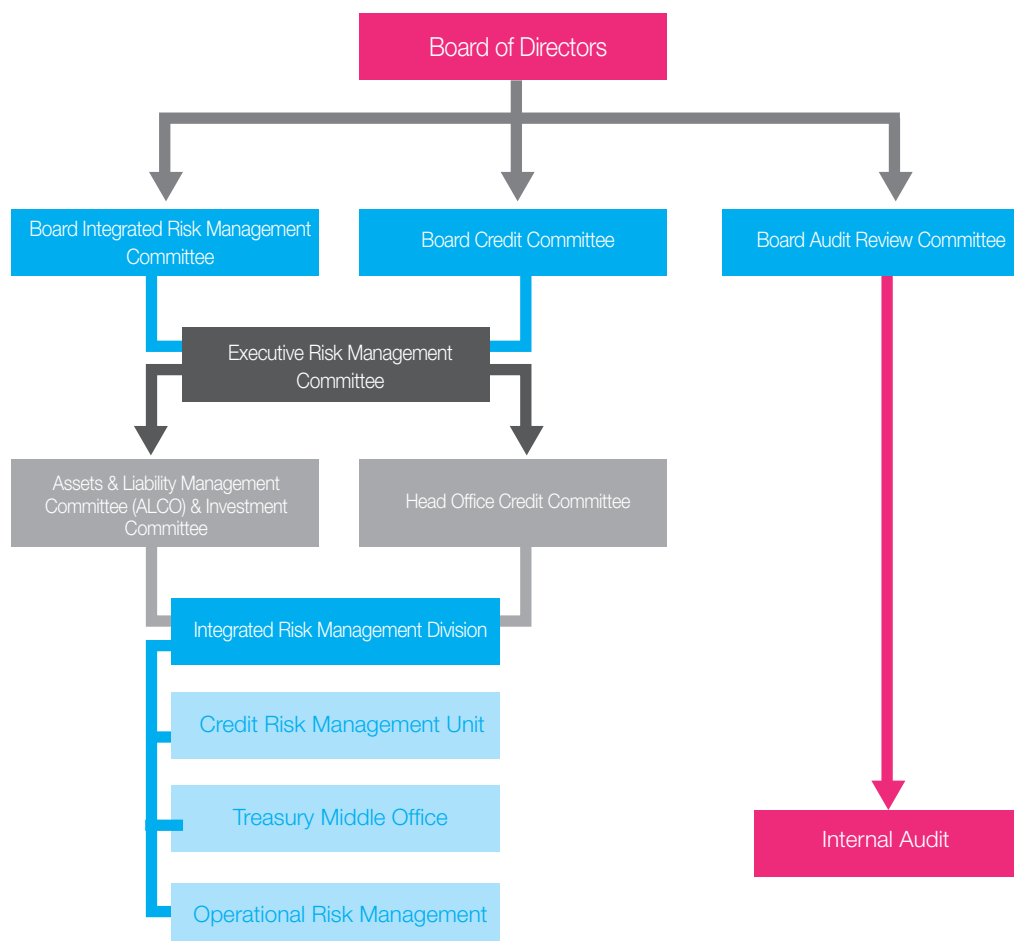 Board of Directors
Board Integrated Risk Management
Committee
Board Credit Committee
Board Audit Review Committee
Executive Risk Management
Committee
Assets & Liability Management
Committee (ALCO) & Investment
Committee
Head Office Credit Committee
Integrated Risk Management Division
Credit Risk Management Unit
Treasury Middle Office
Internal Audit
Operational Risk Management